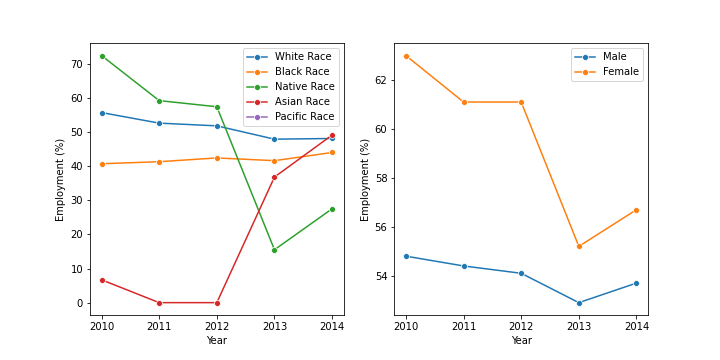 White Race
Black Race
Native Race
Asian Race
Pacific Race
70
60
50
40
30
20
10
0
Employment (%)
2010 2011 2012 2013 2014
Year
Male
Female
62
60
58
56
54
Employment (%)
2010 2011 2012 2013 2014
Year